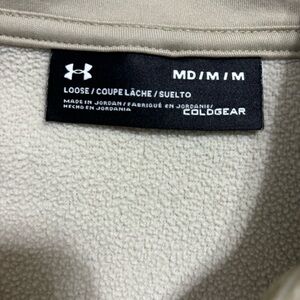 MD/M/M
LOOSE/COUPE LÂCHE/SUELTO
MADE IN JORDAN/FABRIQUÉ EN JORDANIE/
HECHO EN JORDANIA
COLDGEAR